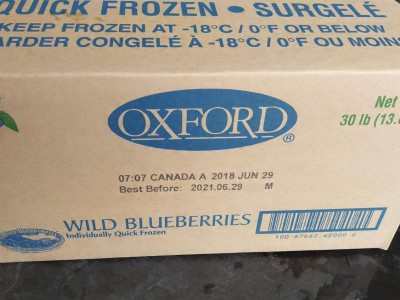 QUICK FROZEN • SURGELÉ
KEEP FROZEN AT -18°C / 0°F OR BELOW
GARDER CONGELÉ À -18°C / 0°F OU MOINS
Net
30 lb (13.
OXFORD®
07:07 CANADA A 2018 JUN 29
Best Before: 2021.06.29 M
WILD BLUEBERRIES
Individually Quick Frozen